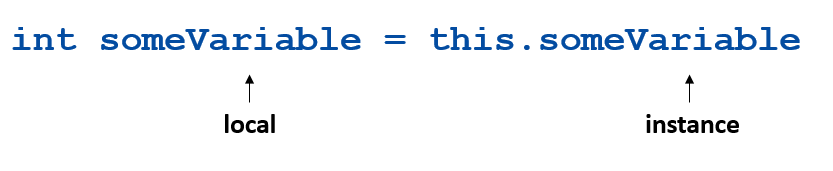 int someVariable = this.someVariable
local instance